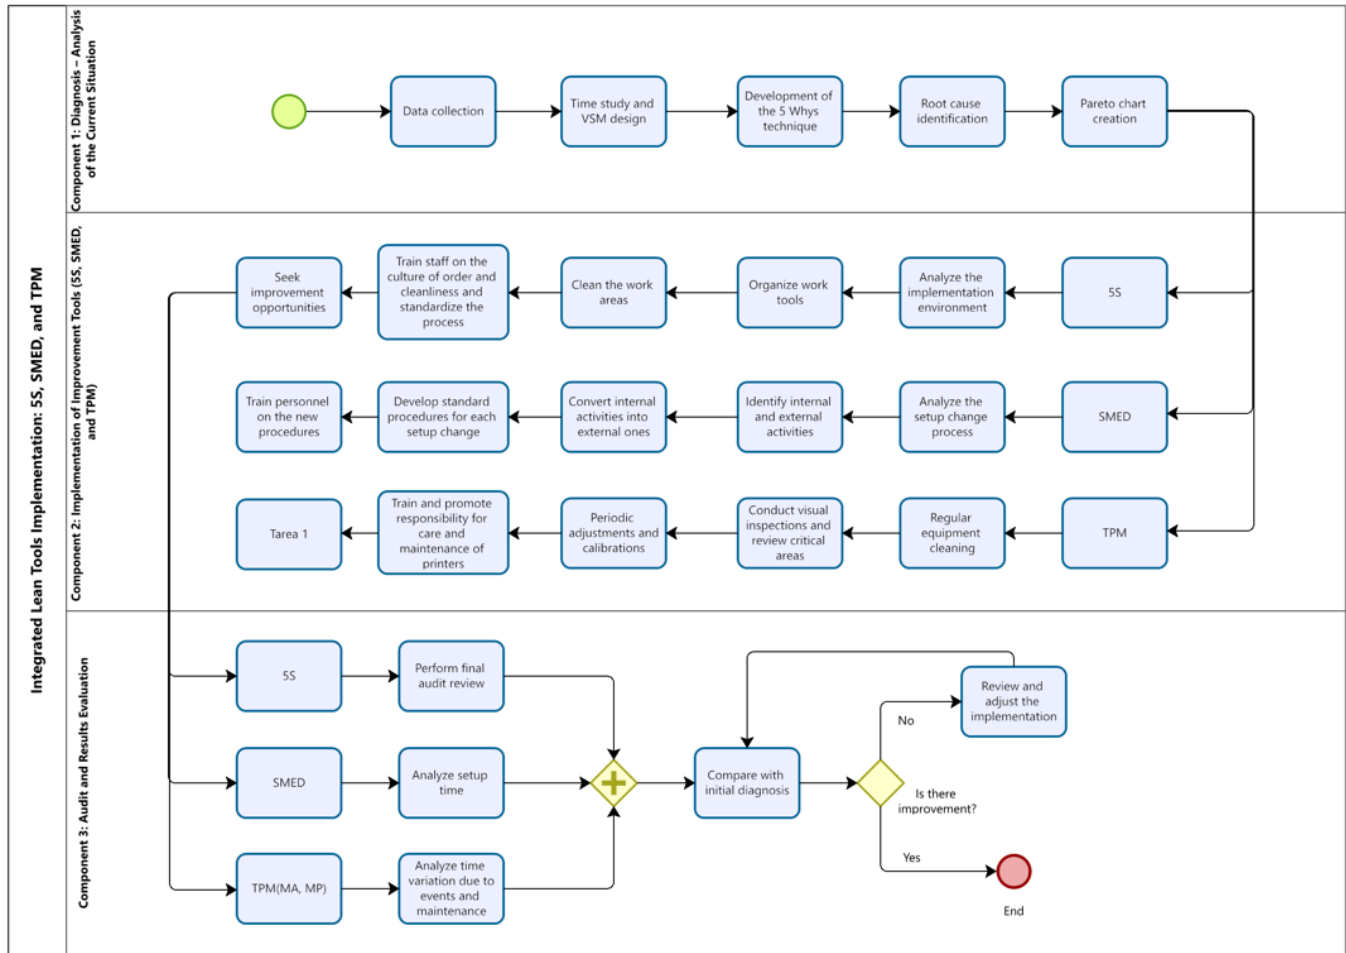 Integrated Lean Tools Implementation: 5S, SMED, and TPM
Component 1: Diagnosis – Analysis
of the Current Situation
Data collection
Time study and
VSM design
Development of
the 5 Whys
technique
Root cause
identification
Pareto chart
creation
Component 2: Implementation of Improvement Tools (5S, SMED,
and TPM)
Seek
improvement
opportunities
Train staff on the
culture of order and
cleanliness and
standardize the
process
Clean the work
areas
Organize work
tools
Analyze the
implementation
environment
5S
Train personnel
on the new
procedures
Develop standard
procedures for each
setup change
Convert internal
activities into
external ones
Identify internal
and external
activities
Analyze the
setup change
process
SMED
Tarea 1
Train and promote
responsibility for
care and
maintenance of
printers
Periodic
adjustments and
calibrations
Conduct visual
inspections and
review critical
areas
Regular
equipment
cleaning
TPM
Component 3: Audit and Results Evaluation
5S
Perform final
audit review
Review and
adjust the
implementation
No
SMED
Analyze setup
time
Compare with
initial diagnosis
Is there
improvement?
Yes
TPM(MA, MP)
Analyze time
variation due to
events and
maintenance
End